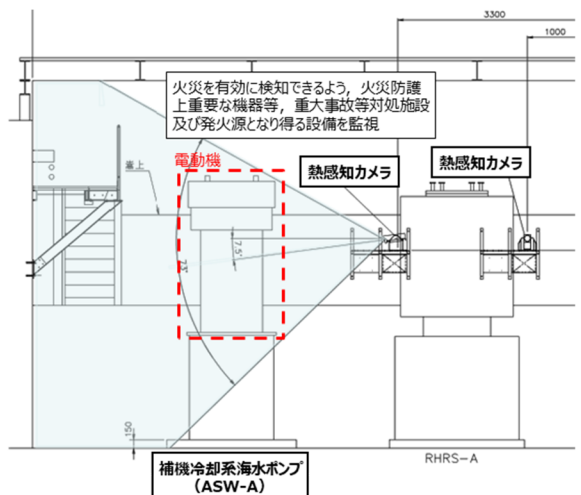 3300
1000
火災を有効に検知できるよう，火災防護
上重要な機器等，重大事故等対処施設
及び発火源となり得る設備を監視
電動機
嵩上
熱感知カメラ
熱感知カメラ
7.5°
73°
150
補機冷却系海水ポンプ
（ASW-A）
RHRS-A